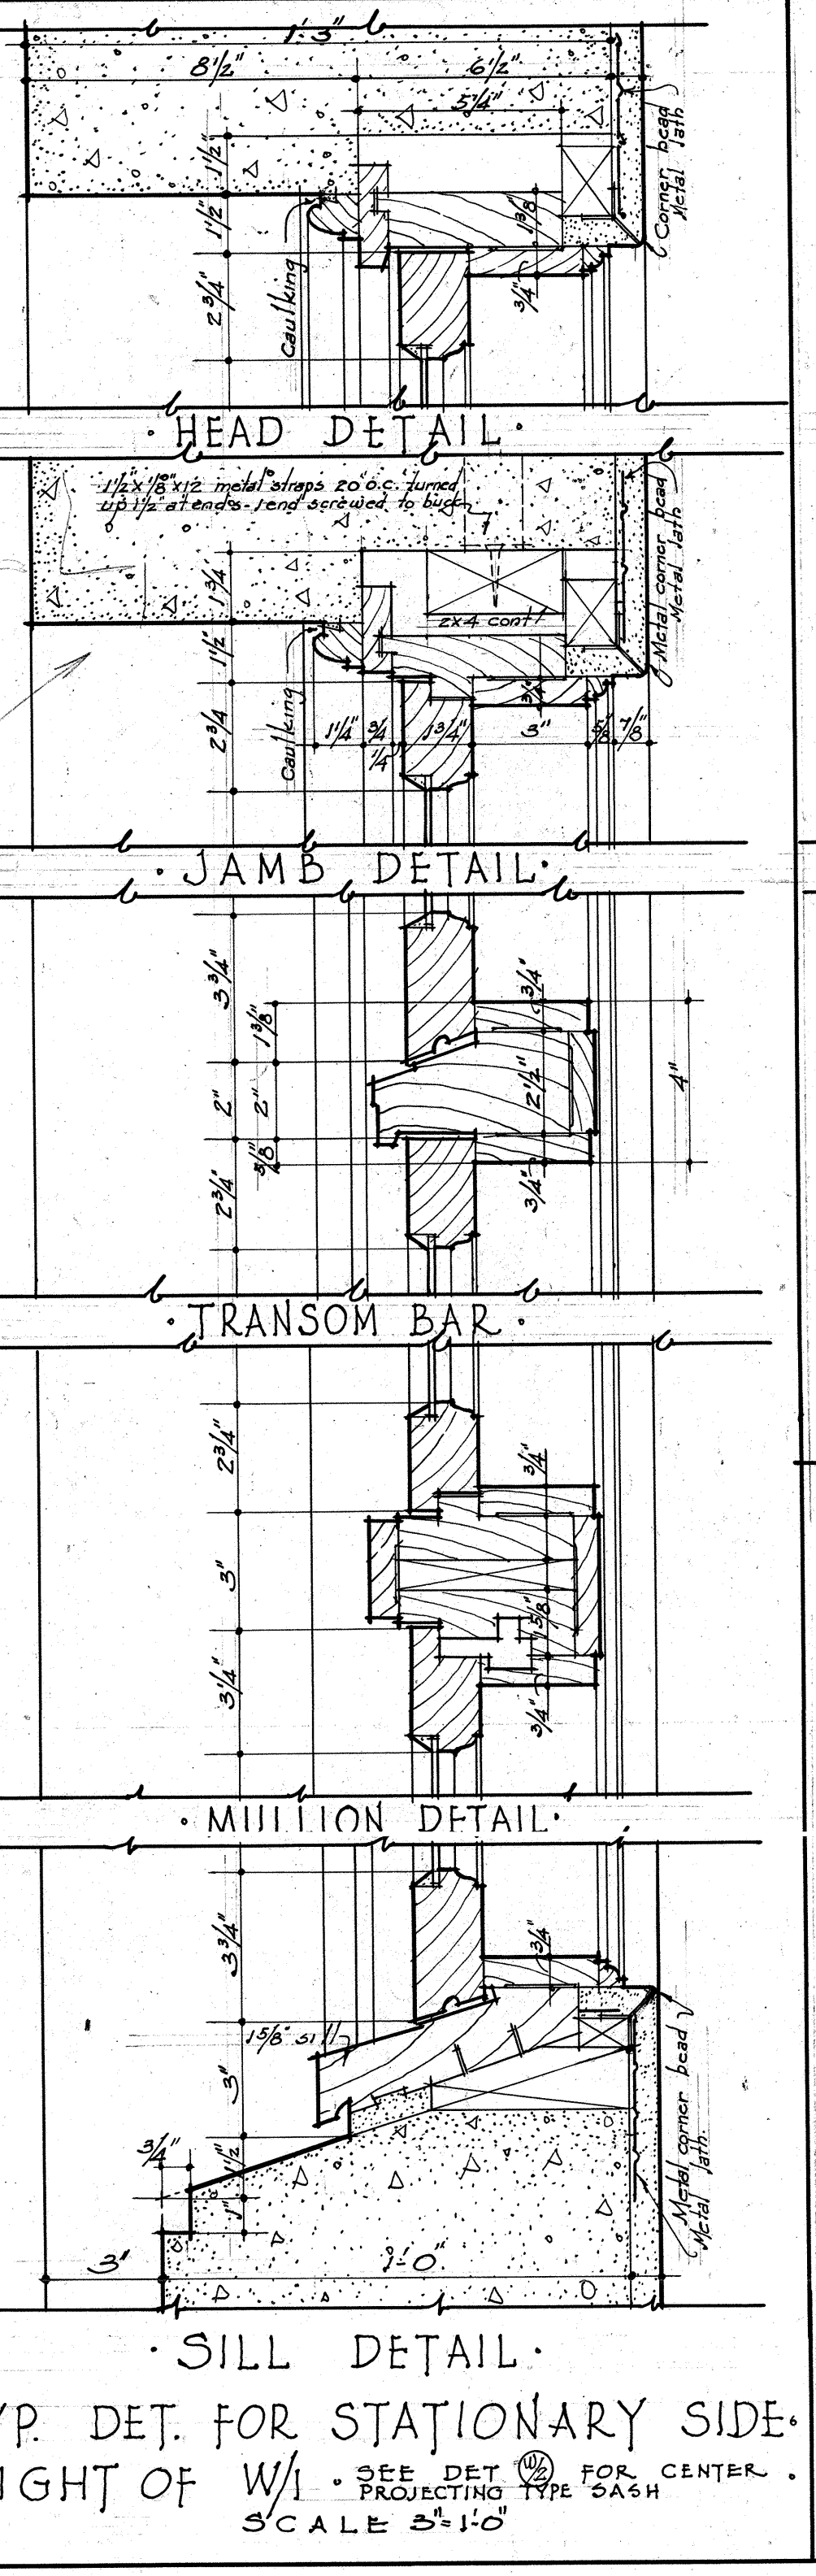 1'-3"
8½"
6½"
5¼"
1½"
1½"
2¾"
1⅜"
¾"
Caulking
Corner bead
Metal lath
· HEAD DETAIL ·
1½"x⅛"x12 metal straps 20"o.c. turned
up 1½ at ends - 1 end screwed to buck
1¾"
1½"
2¾
2x4 cont!
¾"
Caulking
1¼"
¾
¼"
1¾"
3"
⅝
⅞"
Metal corner bead
Metal lath
· JAMB DETAIL ·
3¾"
1⅜"
2"
2"
⅝"
2¾"
¾"
2½"
¾"
4"
· TRANSOM BAR ·
2¾"
3"
3¼"
¾"
1⅝"
¾"
· MULLION DETAIL ·
3¾"
3"
1⅝" sill
¾"
¾"
1½"
1"
3"
1'-0"
Metal corner bead
Metal lath.
· SILL DETAIL ·
YP. DET. FOR STATIONARY SIDE ·
IGHT OF W/1 · SEE DET W/2 FOR CENTER ·
PROJECTING TYPE SASH
SCALE 3"=1'-0"